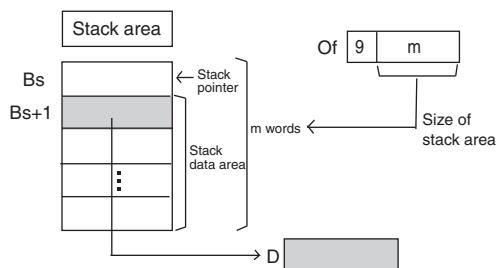 Stack area
Of 9 m
Bs
Stack
pointer
Bs+1
m words
Size of
stack area
Stack
data area
D